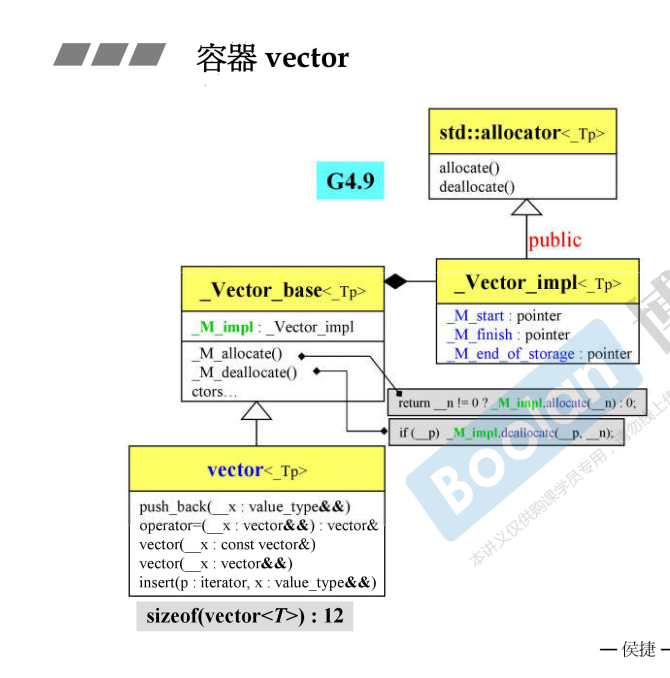 容器 vector
std::allocator<_Tp>
allocate()
deallocate()
G4.9
public
_Vector_base<_Tp>
_M_impl : _Vector_impl
_M_allocate()
_M_deallocate()
ctors…
_Vector_impl<_Tp>
_M_start : pointer
_M_finish : pointer
_M_end_of_storage : pointer
return __n != 0 ? _M_impl.allocate(__n) : 0;
if (__p) _M_impl.deallocate(__p, __n);
vector<_Tp>
push_back(__x : value_type&&)
operator=(__x : vector&&) : vector&
vector(__x : const vector&)
vector(__x : vector&&)
insert(p : iterator, x : value_type&&)
sizeof(vector<T>) : 12
Boolan 博
本讲义仅供购课学员专用,请勿线上传
— 侯捷 —